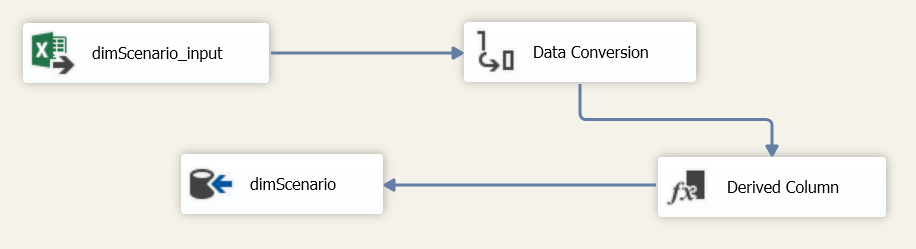 dimScenario_input
Data Conversion
Derived Column
dimScenario